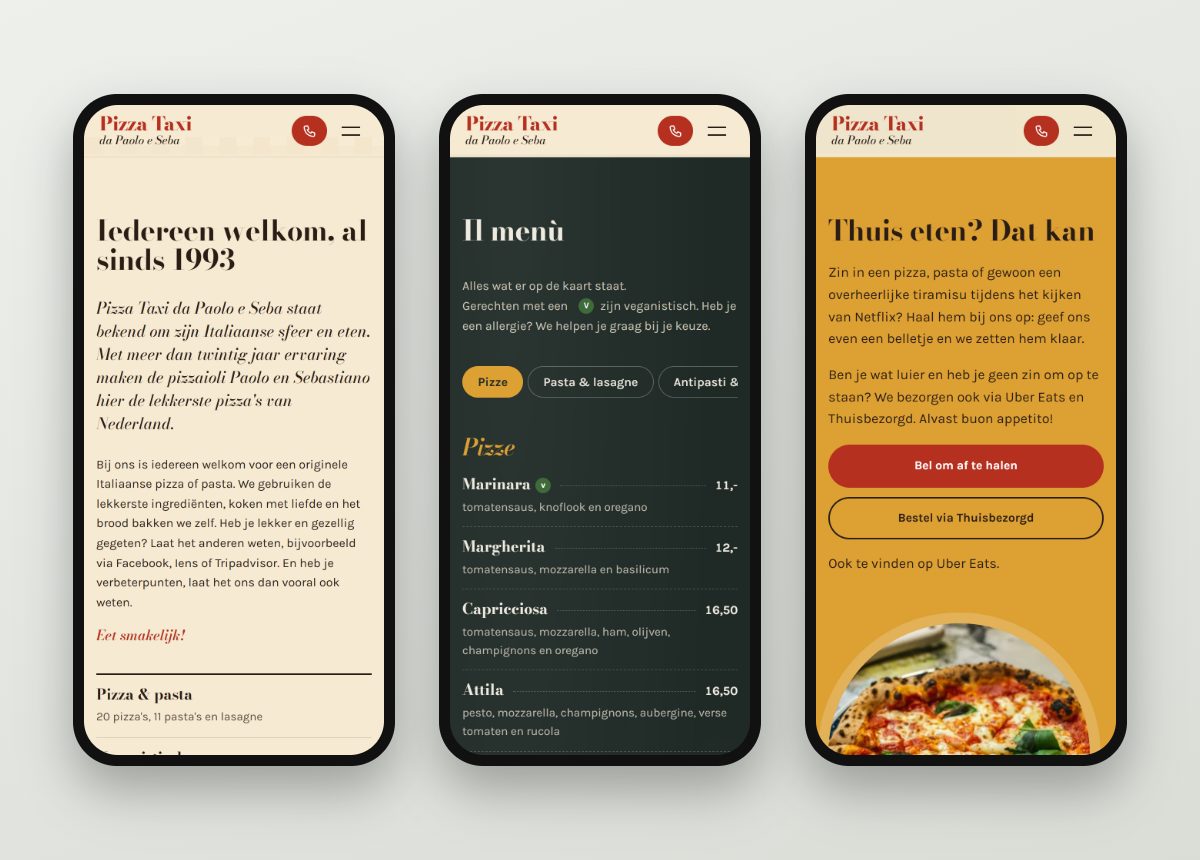 Pizza Taxi
da Paolo e Seba
Iedereen welkom, al
sinds 1993
Pizza Taxi da Paolo e Seba staat
bekend om zijn Italiaanse sfeer en eten.
Met meer dan twintig jaar ervaring
maken de pizzaioli Paolo en Sebastiano
hier de lekkerste pizza's van
Nederland.
Bij ons is iedereen welkom voor een originele
Italiaanse pizza of pasta. We gebruiken de
lekkerste ingrediënten, koken met liefde en het
brood bakken we zelf. Heb je lekker en gezellig
gegeten? Laat het anderen weten, bijvoorbeeld
via Facebook, Iens of Tripadvisor. En heb je
verbeterpunten, laat het ons dan vooral ook
weten.
Eet smakelijk!
Pizza & pasta
20 pizza's, 11 pasta's en lasagne
Pizza Taxi
da Paolo e Seba
Il menù
Alles wat er op de kaart staat.
Gerechten met een V zijn veganistisch. Heb je
een allergie? We helpen je graag bij je keuze.
Pizze Pasta & lasagne Antipasti &
Pizze
Marinara V 11,-
tomatensaus, knoflook en oregano
Margherita 12,-
tomatensaus, mozzarella en basilicum
Capricciosa 16,50
tomatensaus, mozzarella, ham, olijven,
champignons en oregano
Attila 16,50
pesto, mozzarella, champignons, aubergine, verse
tomaten en rucola
Pizza Taxi
da Paolo e Seba
Thuis eten? Dat kan
Zin in een pizza, pasta of gewoon een
overheerlijke tiramisu tijdens het kijken
van Netflix? Haal hem bij ons op: geef ons
even een belletje en we zetten hem klaar.
Ben je wat luier en heb je geen zin om op te
staan? We bezorgen ook via Uber Eats en
Thuisbezorgd. Alvast buon appetito!
Bel om af te halen
Bestel via Thuisbezorgd
Ook te vinden op Uber Eats.